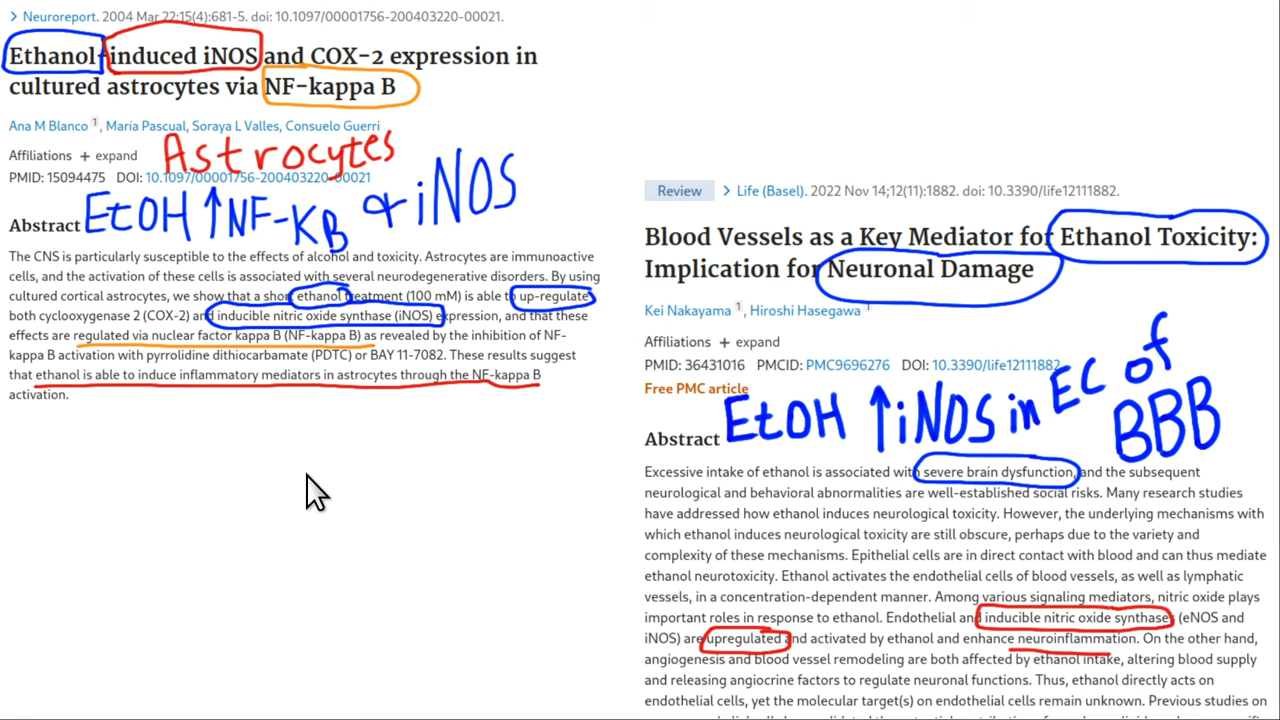 Neuroreport. 2004 Mar 22;15(4):681-5. doi: 10.1097/00001756-200403220-00021.
Ethanol-induced iNOS and COX-2 expression in
cultured astrocytes via NF-kappa B
Ana M Blanco 1, María Pascual, Soraya L Valles, Consuelo Guerri
Astrocytes
Affiliations + expand
PMID: 15094475 DOI: 10.1097/00001756-200403220-00021
EtOH ↑ NF-KB & iNOS
Abstract
The CNS is particularly susceptible to the effects of alcohol and toxicity. Astrocytes are immunoactive
cells, and the activation of these cells is associated with several neurodegenerative disorders. By using
cultured cortical astrocytes, we show that a short ethanol treatment (100 mM) is able to up-regulate
both cyclooxygenase 2 (COX-2) and inducible nitric oxide synthase (iNOS) expression, and that these
effects are regulated via nuclear factor kappa B (NF-kappa B) as revealed by the inhibition of NF-
kappa B activation with pyrrolidine dithiocarbamate (PDTC) or BAY 11-7082. These results suggest
that ethanol is able to induce inflammatory mediators in astrocytes through the NF-kappa B
activation.
Review Life (Basel). 2022 Nov 14;12(11):1882. doi: 10.3390/life12111882.
Blood Vessels as a Key Mediator for Ethanol Toxicity:
Implication for Neuronal Damage
Kei Nakayama 1, Hiroshi Hasegawa 1
Affiliations + expand
PMID: 36431016 PMCID: PMC9696276 DOI: 10.3390/life12111882
Free PMC article
EtOH ↑ iNOS in EC of
BBB
Abstract
Excessive intake of ethanol is associated with severe brain dysfunction, and the subsequent
neurological and behavioral abnormalities are well-established social risks. Many research studies
have addressed how ethanol induces neurological toxicity. However, the underlying mechanisms with
which ethanol induces neurological toxicity are still obscure, perhaps due to the variety and
complexity of these mechanisms. Epithelial cells are in direct contact with blood and can thus mediate
ethanol neurotoxicity. Ethanol activates the endothelial cells of blood vessels, as well as lymphatic
vessels, in a concentration-dependent manner. Among various signaling mediators, nitric oxide plays
important roles in response to ethanol. Endothelial and inducible nitric oxide synthases (eNOS and
iNOS) are upregulated and activated by ethanol and enhance neuroinflammation. On the other hand,
angiogenesis and blood vessel remodeling are both affected by ethanol intake, altering blood supply
and releasing angiocrine factors to regulate neuronal functions. Thus, ethanol directly acts on
endothelial cells, yet the molecular target(s) on endothelial cells remain unknown. Previous studies on